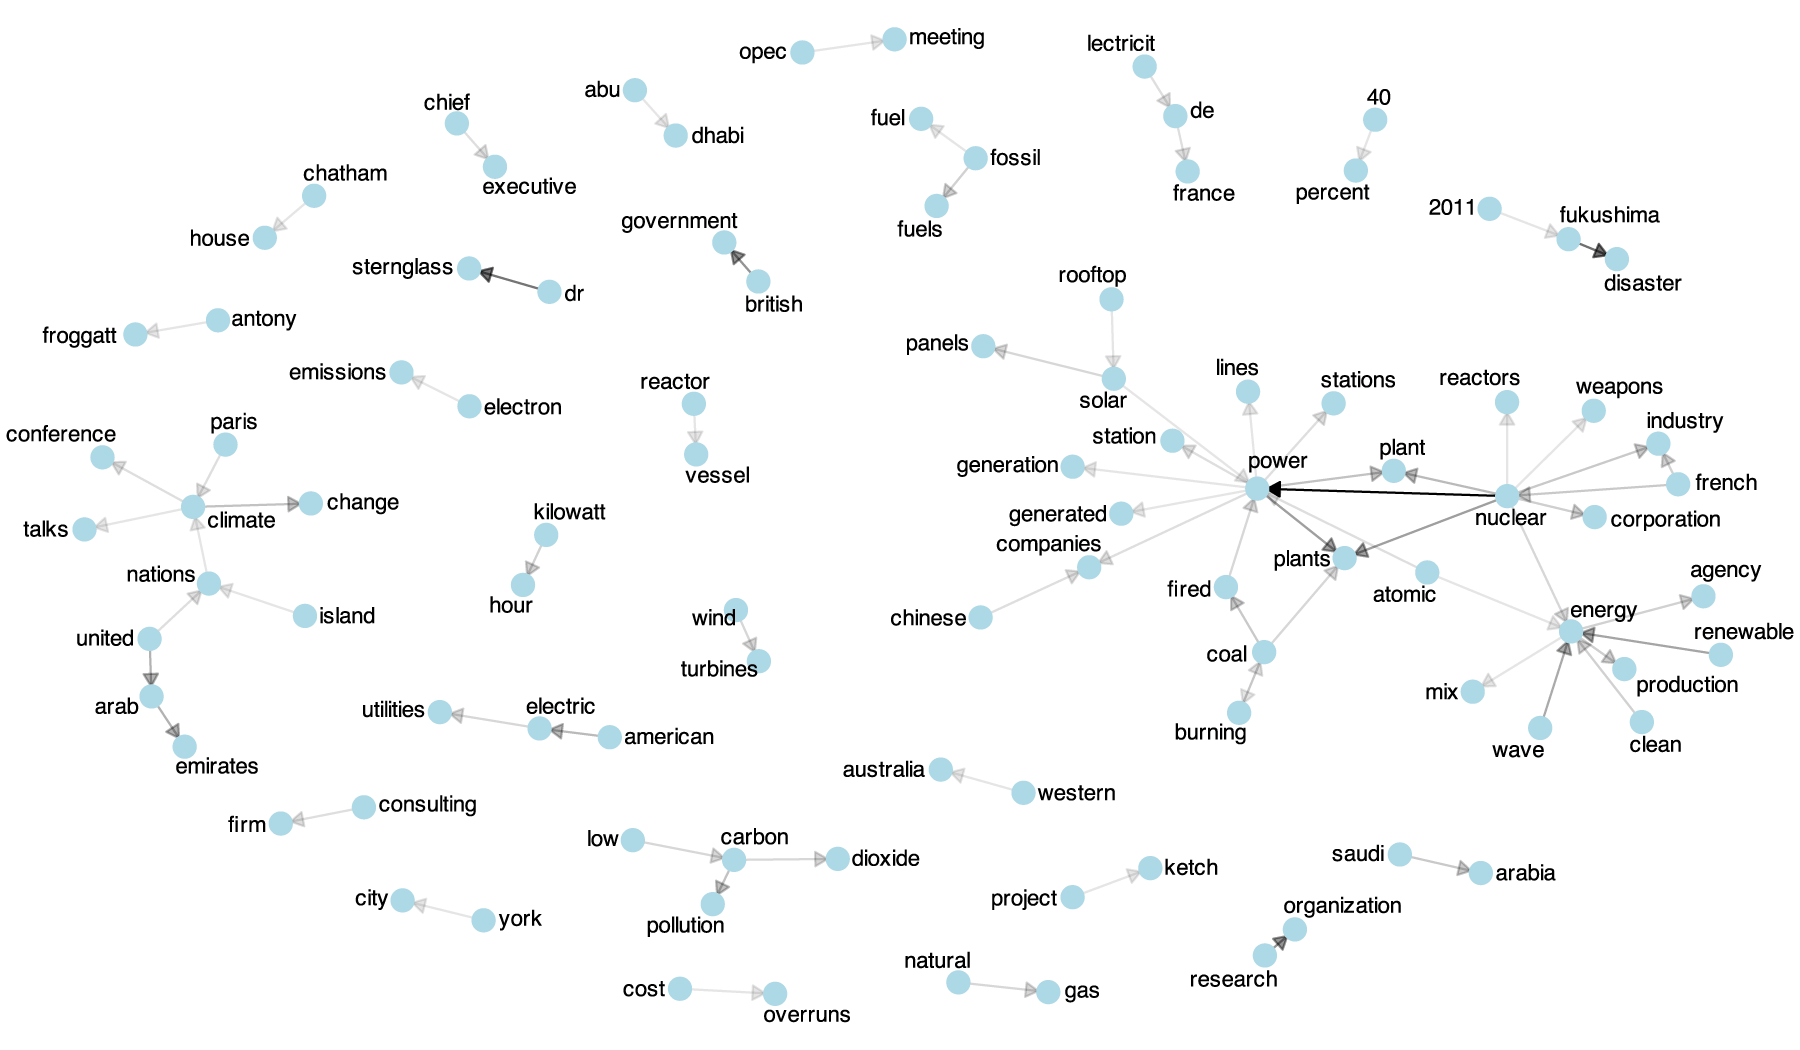 opec
meeting
lectricit
abu
chief
40
fuel
de
dhabi
fossil
chatham
executive
percent
france
2011
fukushima
government
fuels
house
sternglass
dr
british
rooftop
disaster
antony
froggatt
panels
emissions
reactor
lines
stations
reactors
weapons
electron
solar
paris
industry
conference
station
plant
generation
power
vessel
french
change
talks
climate
kilowatt
generated
nuclear
corporation
companies
nations
plants
agency
fired
atomic
hour
island
wind
chinese
energy
united
renewable
coal
turbines
production
mix
arab
utilities
electric
american
burning
wave
clean
emirates
australia
western
consulting
firm
low
carbon
dioxide
saudi
ketch
arabia
city
project
organization
york
pollution
natural
research
cost
gas
overruns